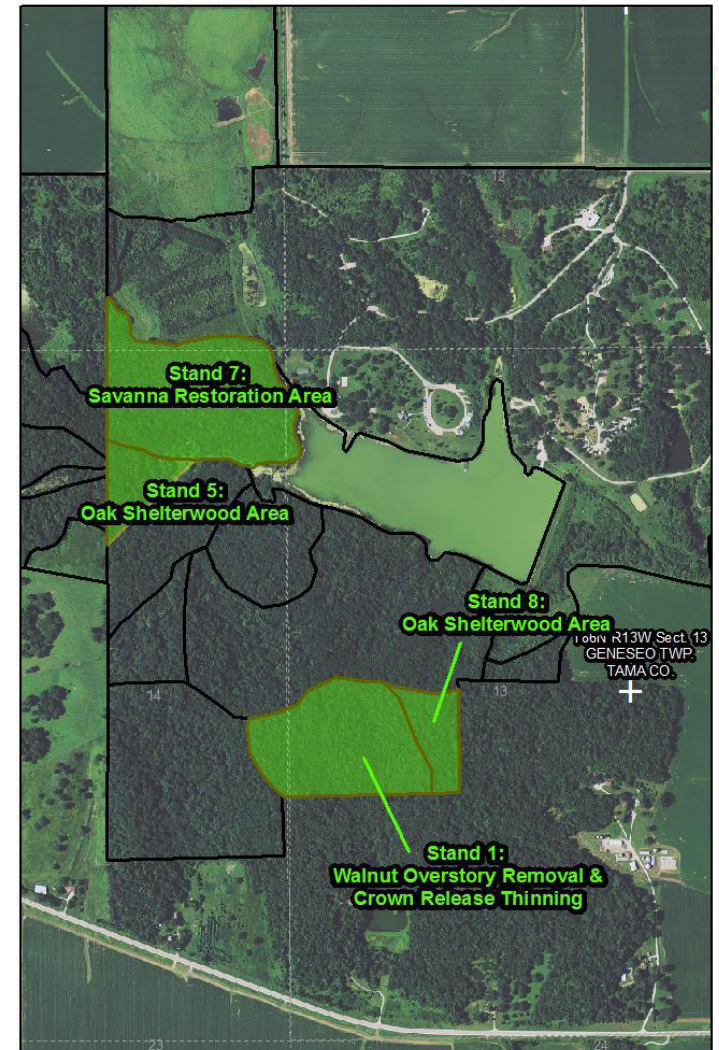 11
12
Stand 7:
Savanna Restoration Area
Stand 5:
Oak Shelterwood Area
Stand 8:
Oak Shelterwood Area
R13W Sect. 13
GENESEO TWP.
TAMA CO.
14
13
Stand 1:
Walnut Overstory Removal &
Crown Release Thinning
23
24